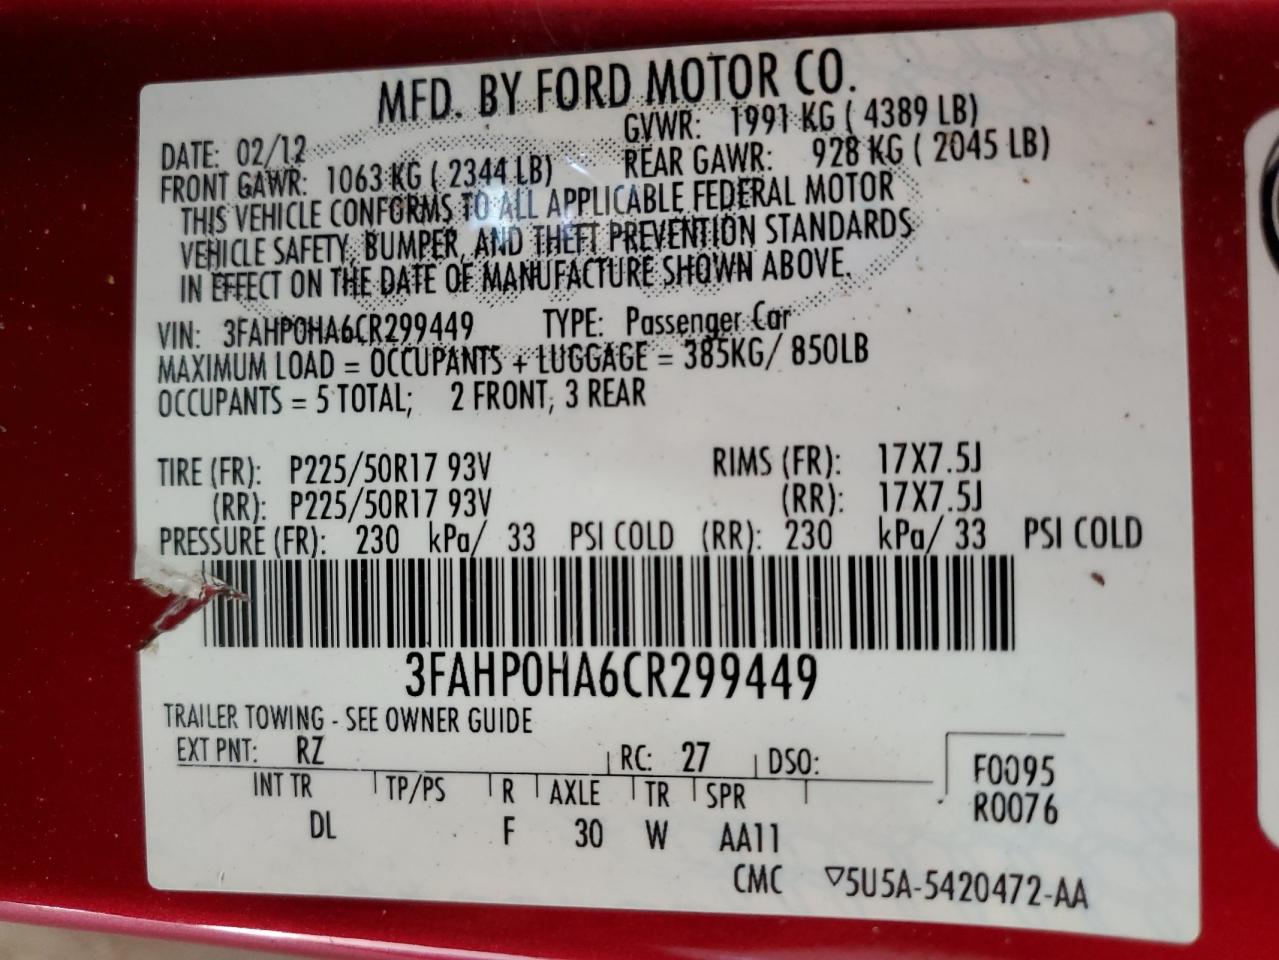 MFD. BY FORD MOTOR CO.
DATE: 02/12 GVWR: 1991 KG ( 4389 LB)
FRONT GAWR: 1063 KG ( 2344 LB) REAR GAWR: 928 KG ( 2045 LB)
THIS VEHICLE CONFORMS TO ALL APPLICABLE FEDERAL MOTOR
VEHICLE SAFETY, BUMPER, AND THEFT PREVENTION STANDARDS
IN EFFECT ON THE DATE OF MANUFACTURE SHOWN ABOVE.
VIN: 3FAHP0HA6CR299449 TYPE: Passenger Car
MAXIMUM LOAD = OCCUPANTS + LUGGAGE = 385KG/ 850LB
OCCUPANTS = 5 TOTAL; 2 FRONT, 3 REAR
TIRE (FR): P225/50R17 93V RIMS (FR): 17X7.5J
(RR): P225/50R17 93V (RR): 17X7.5J
PRESSURE (FR): 230 kPa/ 33 PSI COLD (RR): 230 kPa/ 33 PSI COLD
3FAHP0HA6CR299449
TRAILER TOWING - SEE OWNER GUIDE
EXT PNT: RZ RC: 27 DSO: F0095
INT TR TP/PS R AXLE TR SPR R0076
DL F 30 W AA11
CMC ▽5U5A-5420472-AA